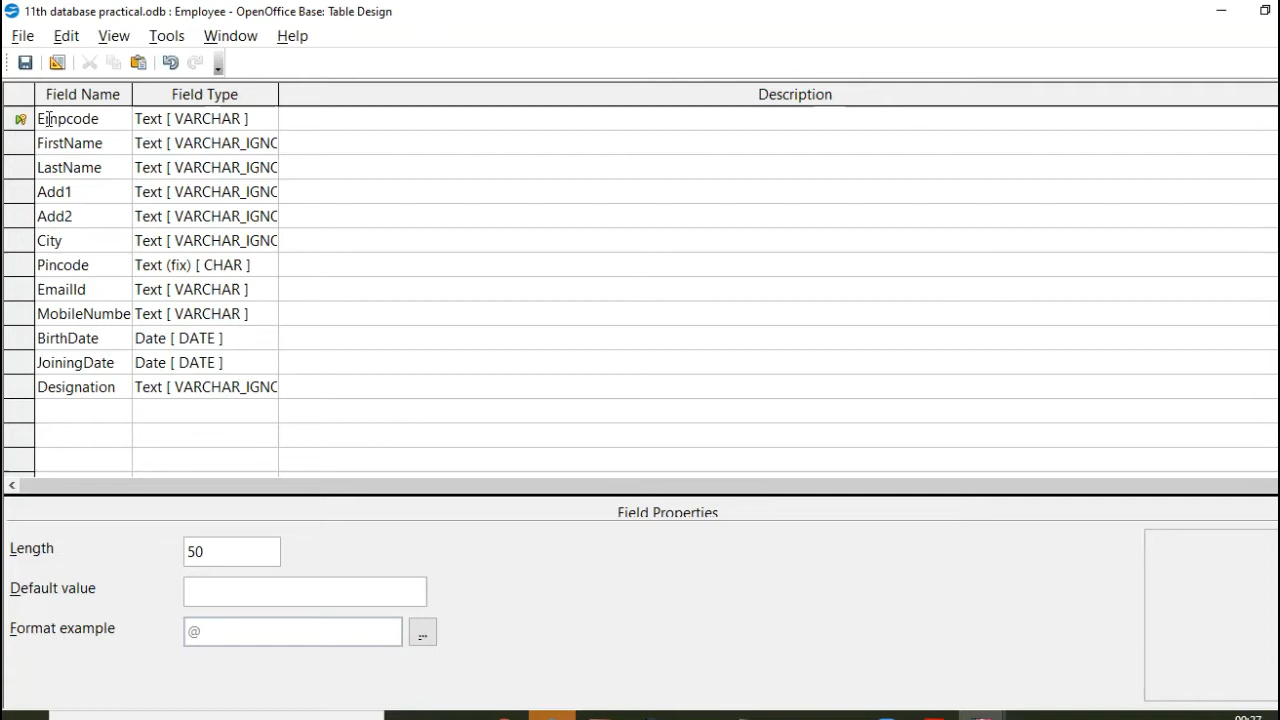 11th database practical.odb : Employee - OpenOffice Base: Table Design
File Edit View Tools Window Help
Field Name Field Type Description
Empcode Text [ VARCHAR ]
FirstName Text [ VARCHAR_IGNC
LastName Text [ VARCHAR_IGNC
Add1 Text [ VARCHAR_IGNC
Add2 Text [ VARCHAR_IGNC
City Text [ VARCHAR_IGNC
Pincode Text (fix) [ CHAR ]
EmailId Text [ VARCHAR ]
MobileNumbe Text [ VARCHAR ]
BirthDate Date [ DATE ]
JoiningDate Date [ DATE ]
Designation Text [ VARCHAR_IGNC
Field Properties
Length 50
Default value
Format example @ ...